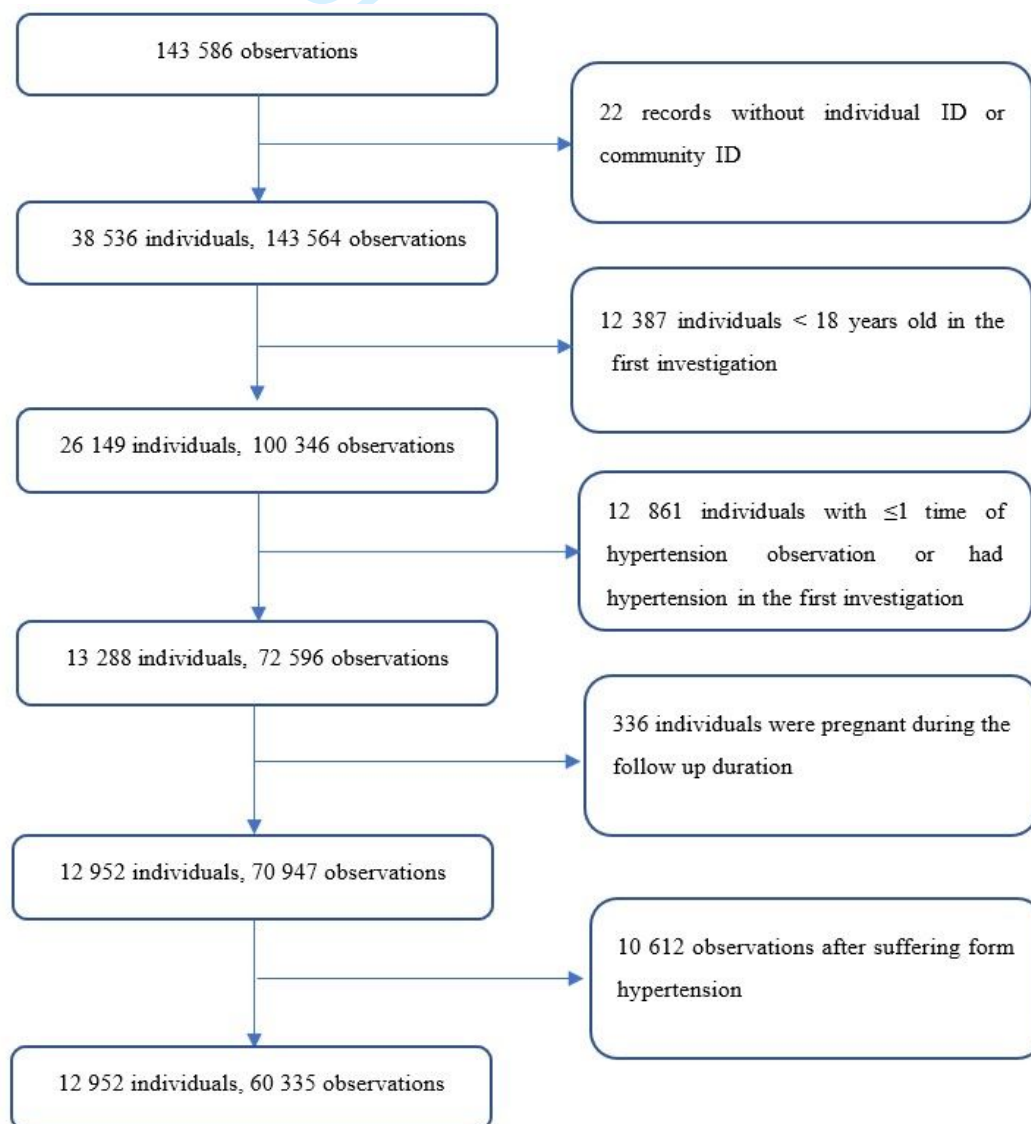 143 586 observations
22 records without individual ID or
community ID
38 536 individuals, 143 564 observations
12 387 individuals < 18 years old in the
first investigation
26 149 individuals, 100 346 observations
12 861 individuals with ≤1 time of
hypertension observation or had
hypertension in the first investigation
13 288 individuals, 72 596 observations
336 individuals were pregnant during the
follow up duration
12 952 individuals, 70 947 observations
10 612 observations after suffering form
hypertension
12 952 individuals, 60 335 observations